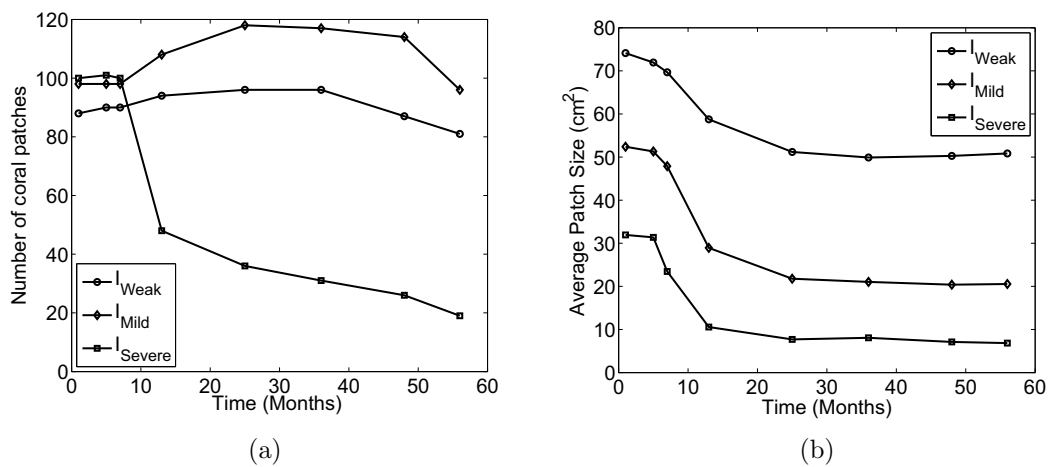 120
100
80
60
40
20
0
0 10 20 30 40 50 60
Number of coral patches
Time (Months)
I_Weak
I_Mild
I_Severe
(a)
80
70
60
50
40
30
20
10
0
0 10 20 30 40 50 60
Average Patch Size (cm²)
Time (Months)
I_Weak
I_Mild
I_Severe
(b)